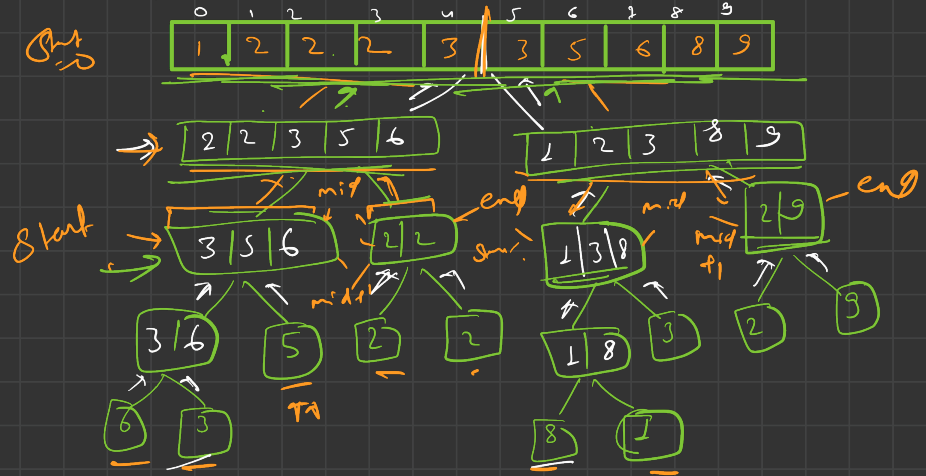 0 1 2 3 4 5 6 7 8 9
Start 1 2 2 2 3 3 5 6 8 9
2 2 3 5 6 1 2 3 8 9
mid end
Start 3 5 6 2 2 end 1 3 8 mid 2 9
mid
3 6 5 2 2 1 8 3 2 9
6 3 8 1